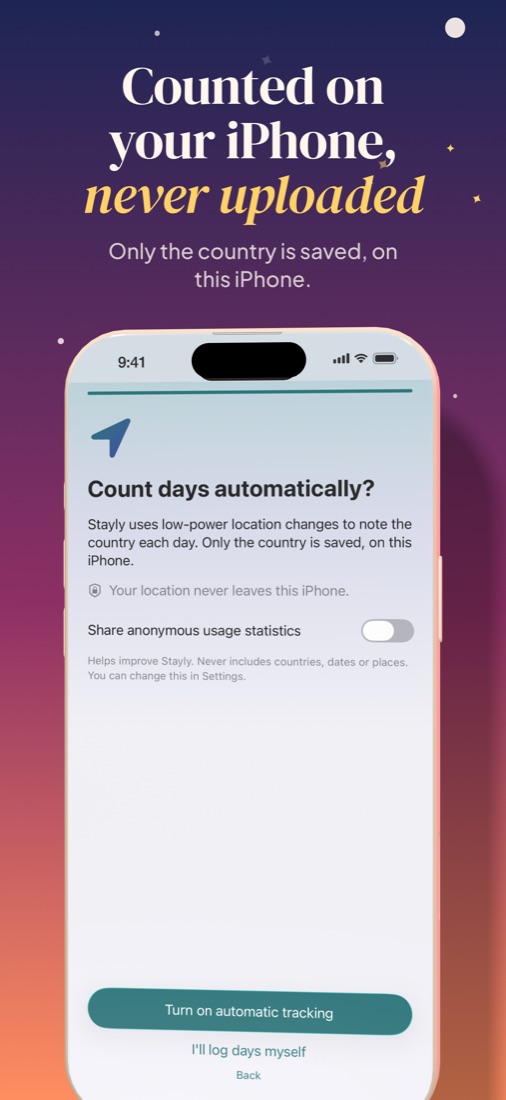 Counted on
your iPhone,
never uploaded
Only the country is saved, on
this iPhone.
9:41
Count days automatically?
Stayly uses low-power location changes to note the
country each day. Only the country is saved, on this
iPhone.
Your location never leaves this iPhone.
Share anonymous usage statistics
Helps improve Stayly. Never includes countries, dates or places.
You can change this in Settings.
Turn on automatic tracking
I'll log days myself
Back